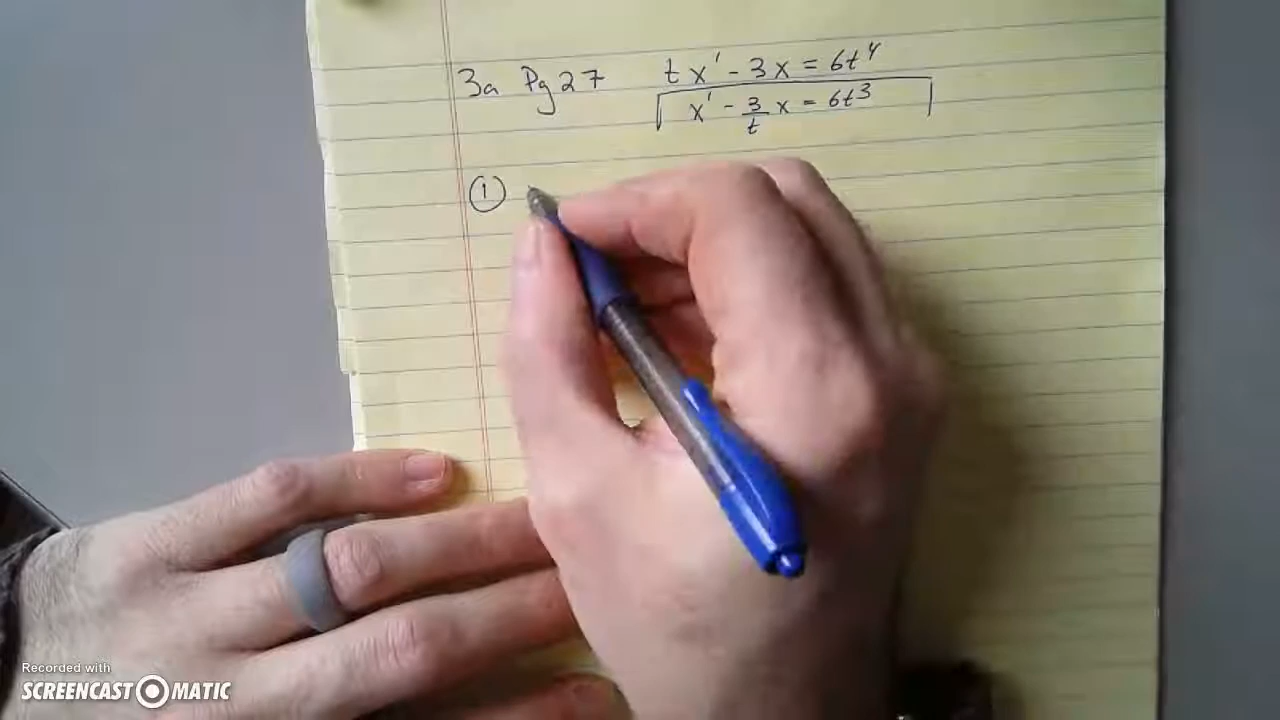 3a Pg 27 tx' - 3x = 6t⁴
x' - 3/t x = 6t³
①
Recorded with
SCREENCAST O MATIC